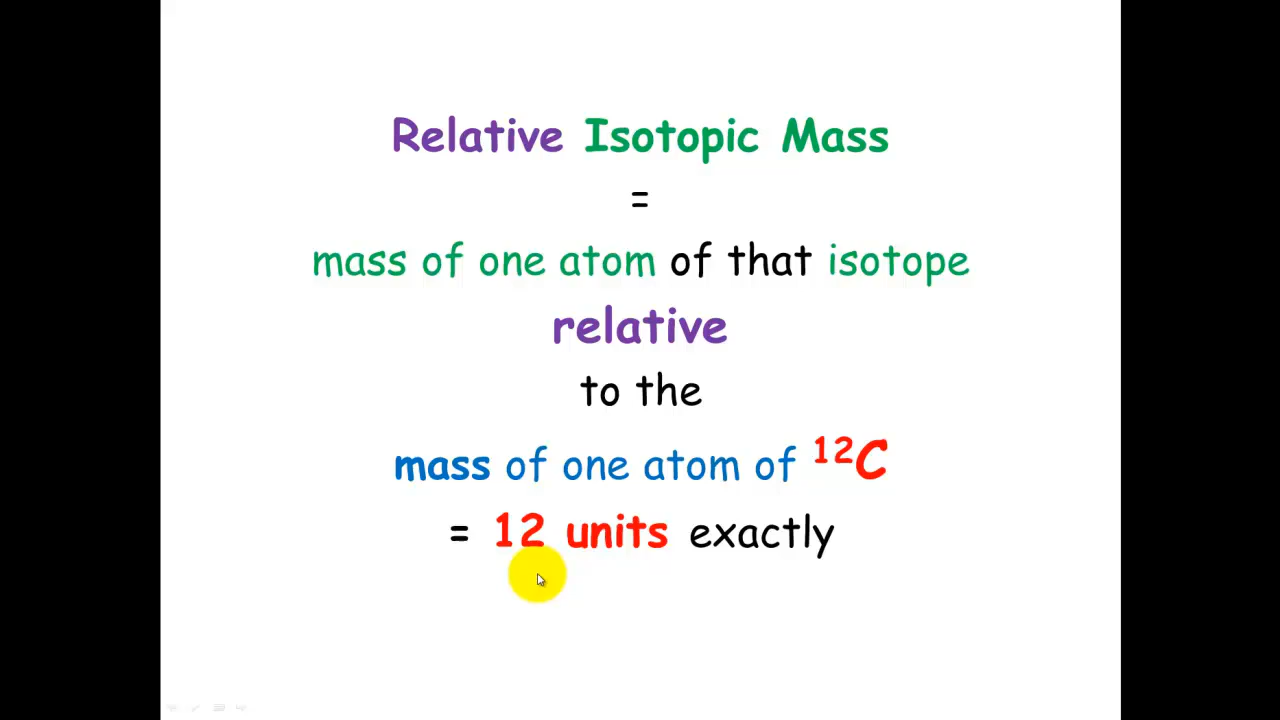 Relative Isotopic Mass
=
mass of one atom of that isotope
relative
to the
mass of one atom of ¹²C
= 12 units exactly